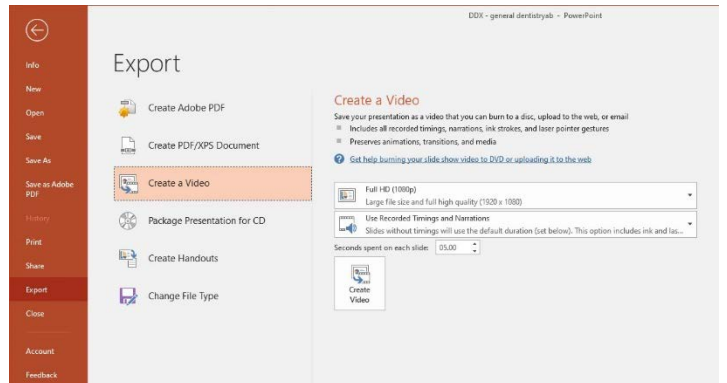 DDX - general dentistryab - PowerPoint
Info
New
Open
Save
Save As
Save as Adobe
PDF
History
Print
Share
Export
Close
Account
Feedback
Export
Create Adobe PDF
Create PDF/XPS Document
Create a Video
Package Presentation for CD
Create Handouts
Change File Type
Create a Video
Save your presentation as a video that you can burn to a disc, upload to the web, or email
Includes all recorded timings, narrations, ink strokes, and laser pointer gestures
Preserves animations, transitions, and media
Get help burning your slide show video to DVD or uploading it to the web
Full HD (1080p)
Large file size and full high quality (1920 x 1080)
Use Recorded Timings and Narrations
Slides without timings will use the default duration (set below). This option includes ink and las...
Seconds spent on each slide: 05.00
Create
Video